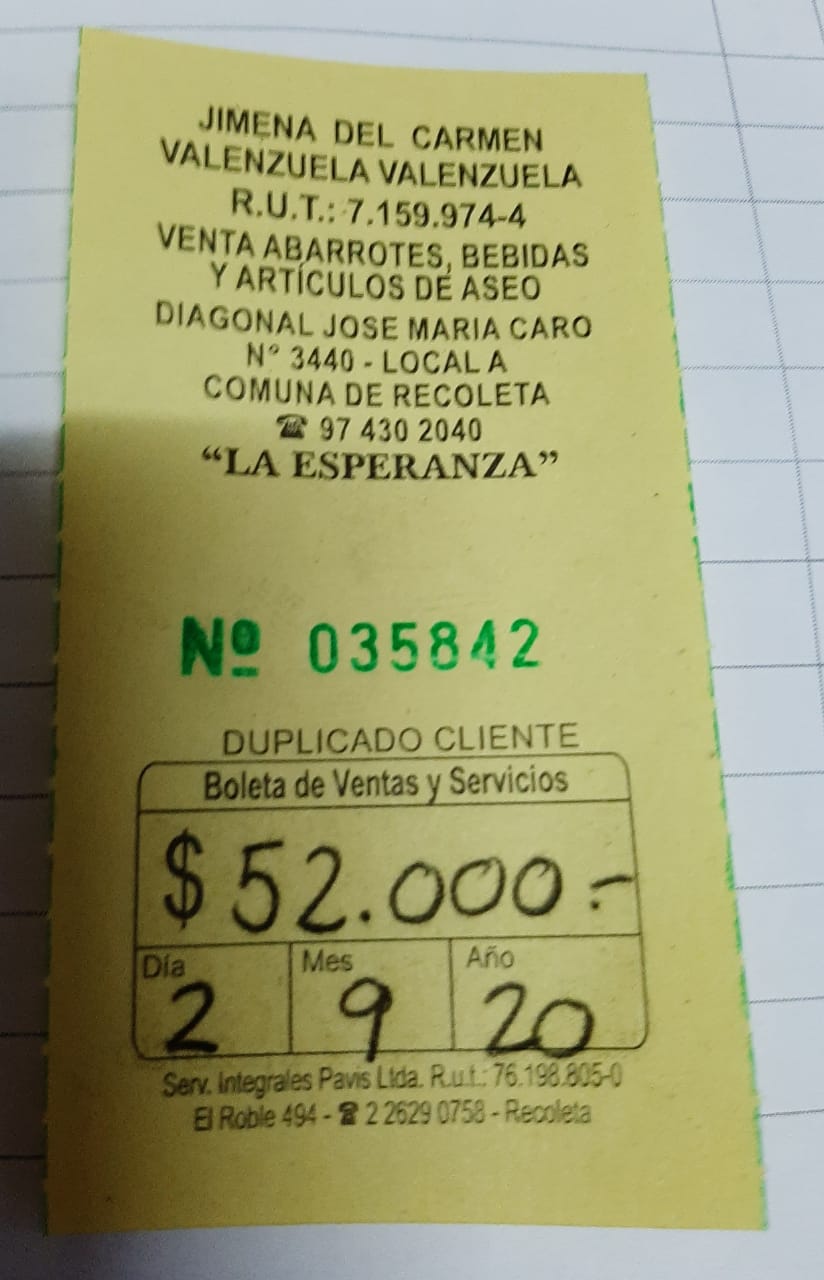 JIMENA DEL CARMEN
VALENZUELA VALENZUELA
R.U.T.: 7.159.974-4
VENTA ABARROTES, BEBIDAS
Y ARTÍCULOS DE ASEO
DIAGONAL JOSE MARIA CARO
N° 3440 - LOCAL A
COMUNA DE RECOLETA
☎ 97 430 2040
“LA ESPERANZA”
Nº 035842
DUPLICADO CLIENTE
Boleta de Ventas y Servicios
$52.000.-
Día Mes Año
2 9 20
Serv. Integrales Pavis Ltda. R.u.t.: 76.198.805-0
El Roble 494 - ☎ 2 2629 0758 - Recoleta